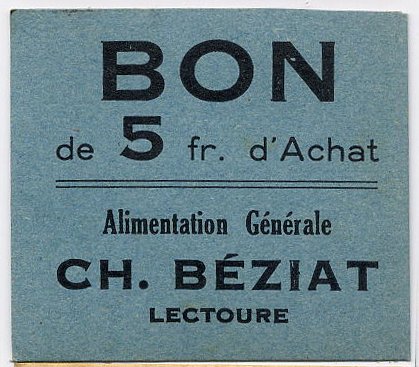 BON
de 5 fr. d'Achat
Alimentation Générale
CH. BÉZIAT
LECTOURE